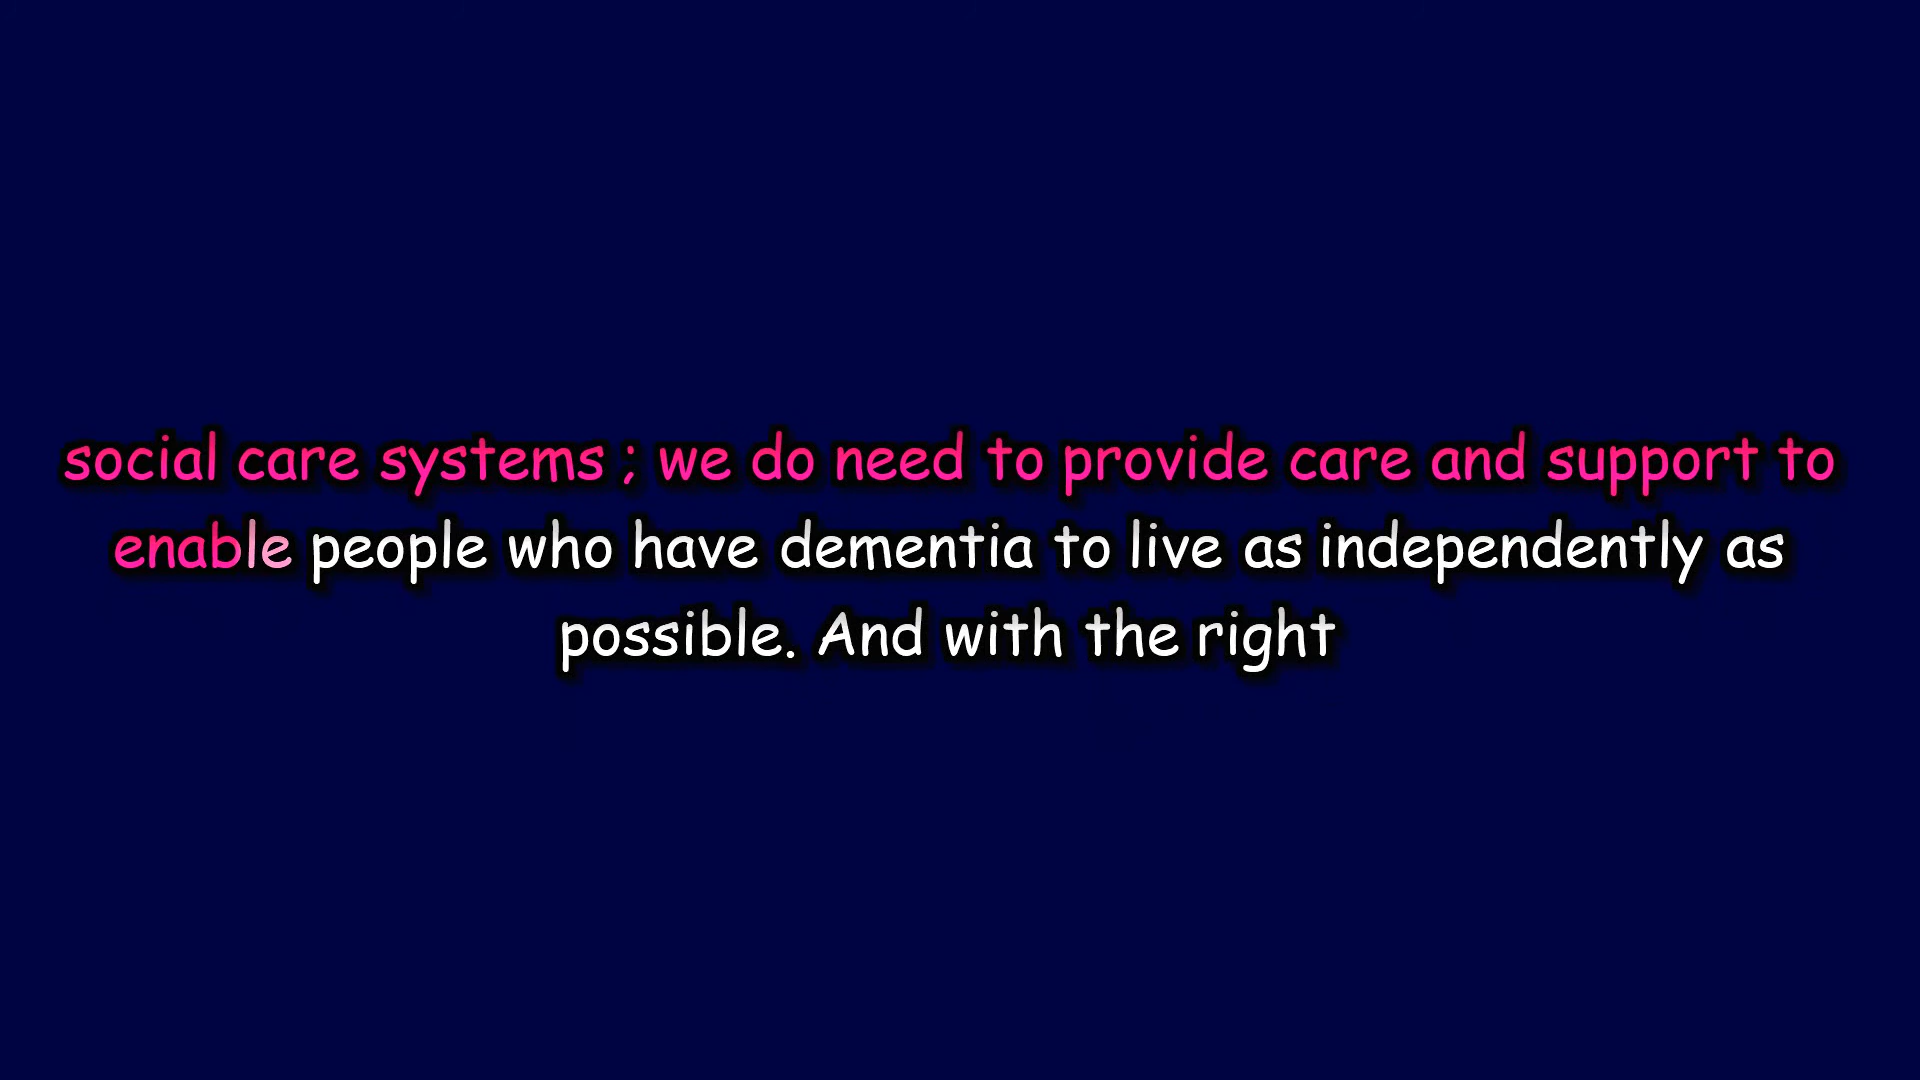 social care systems ; we do need to provide care and support to
enable people who have dementia to live as independently as
possible. And with the right